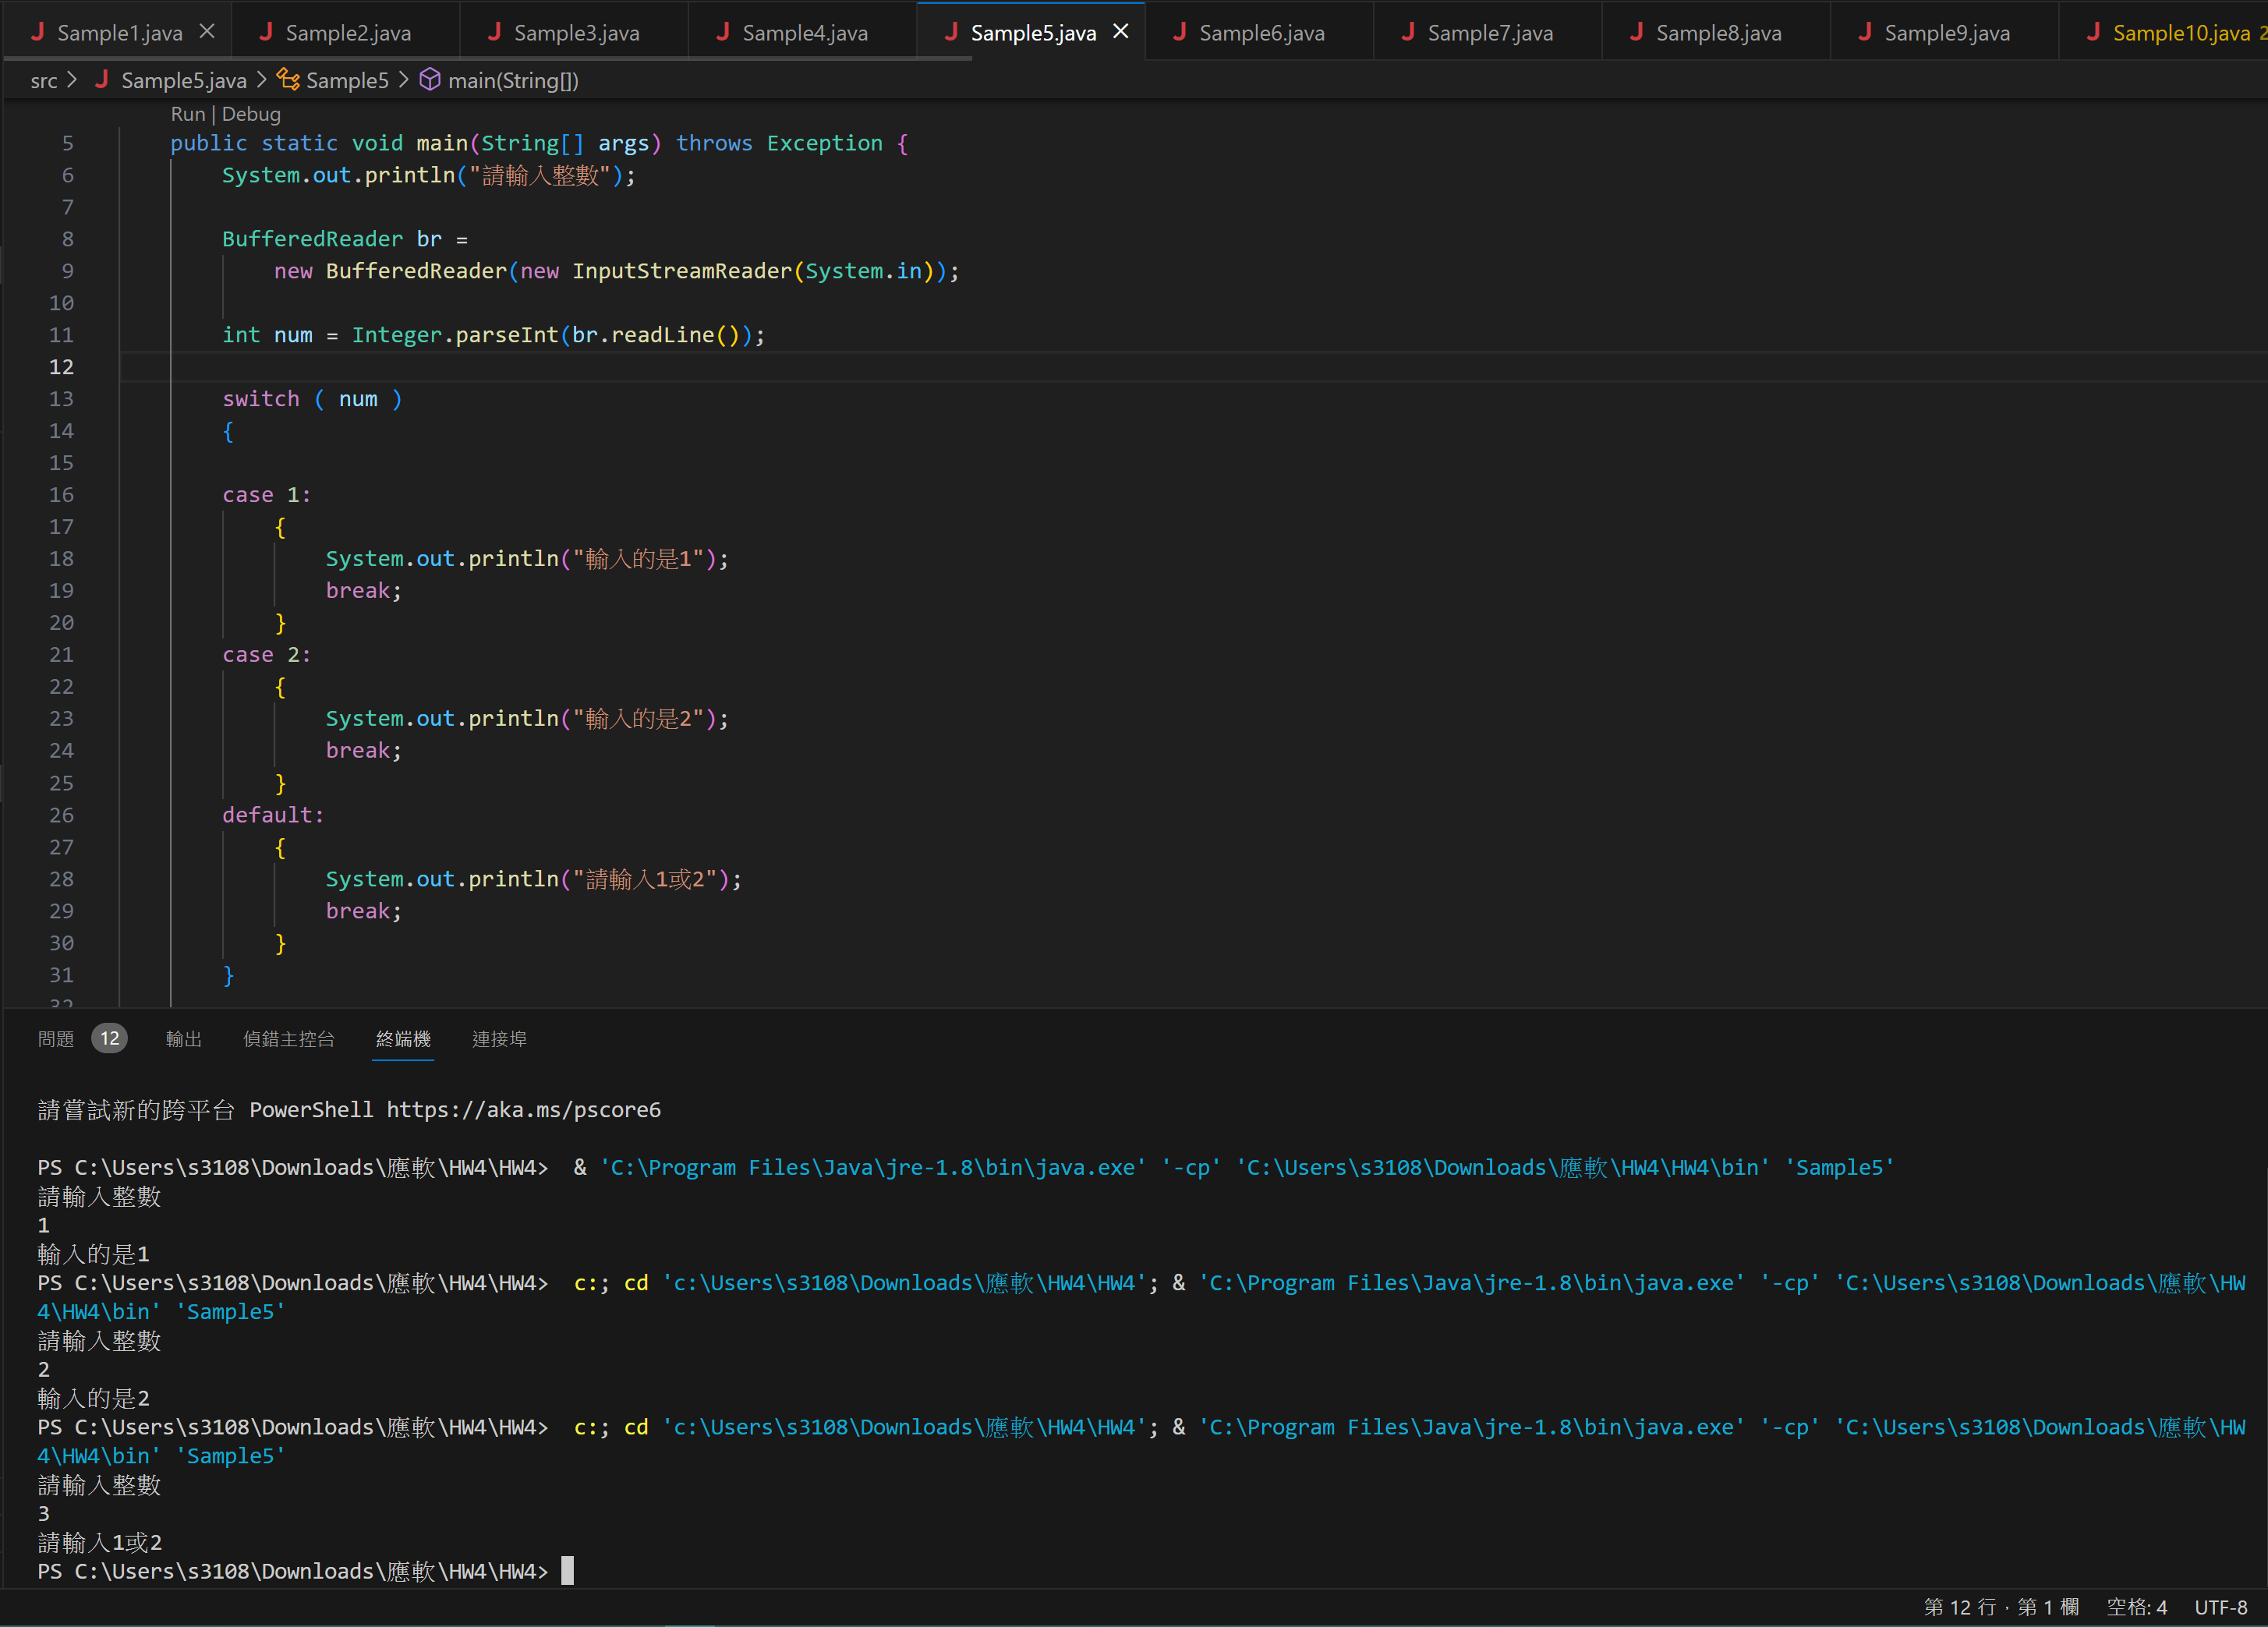 Sample1.java Sample2.java Sample3.java Sample4.java Sample5.java Sample6.java Sample7.java Sample8.java Sample9.java Sample10.java 2
src > Sample5.java > Sample5 > main(String[])
Run | Debug
5 public static void main(String[] args) throws Exception {
6 System.out.println("請輸入整數");
7
8 BufferedReader br =
9 new BufferedReader(new InputStreamReader(System.in));
10
11 int num = Integer.parseInt(br.readLine());
12
13 switch ( num )
14 {
15
16 case 1:
17 {
18 System.out.println("輸入的是1");
19 break;
20 }
21 case 2:
22 {
23 System.out.println("輸入的是2");
24 break;
25 }
26 default:
27 {
28 System.out.println("請輸入1或2");
29 break;
30 }
31 }
32
問題 12 輸出 偵錯主控台 終端機 連接埠
請嘗試新的跨平台 PowerShell https://aka.ms/pscore6
PS C:\Users\s3108\Downloads\應軟\HW4\HW4> & 'C:\Program Files\Java\jre-1.8\bin\java.exe' '-cp' 'C:\Users\s3108\Downloads\應軟\HW4\HW4\bin' 'Sample5'
請輸入整數
1
輸入的是1
PS C:\Users\s3108\Downloads\應軟\HW4\HW4> c:; cd 'c:\Users\s3108\Downloads\應軟\HW4\HW4'; & 'C:\Program Files\Java\jre-1.8\bin\java.exe' '-cp' 'C:\Users\s3108\Downloads\應軟\HW
4\HW4\bin' 'Sample5'
請輸入整數
2
輸入的是2
PS C:\Users\s3108\Downloads\應軟\HW4\HW4> c:; cd 'c:\Users\s3108\Downloads\應軟\HW4\HW4'; & 'C:\Program Files\Java\jre-1.8\bin\java.exe' '-cp' 'C:\Users\s3108\Downloads\應軟\HW
4\HW4\bin' 'Sample5'
請輸入整數
3
請輸入1或2
PS C:\Users\s3108\Downloads\應軟\HW4\HW4>
第 12 行，第 1 欄 空格: 4 UTF-8